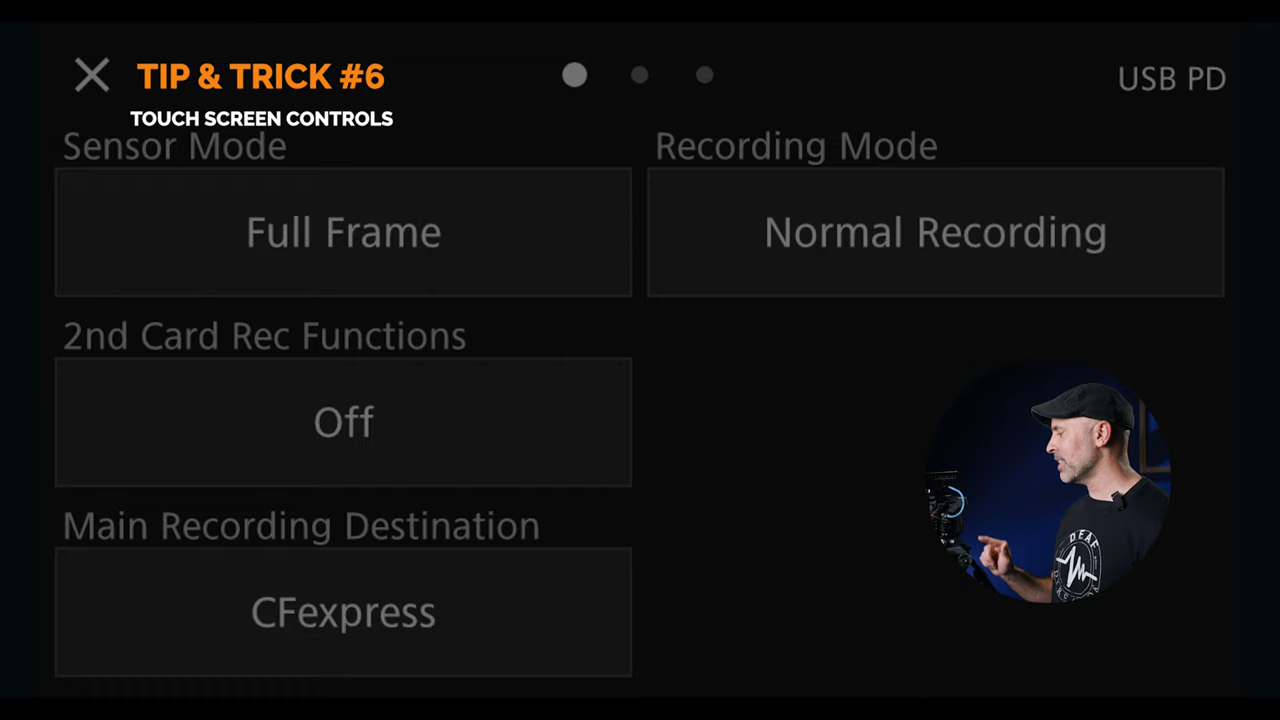 TIP & TRICK #6
USB PD
TOUCH SCREEN CONTROLS
Sensor Mode
Recording Mode
Full Frame
Normal Recording
2nd Card Rec Functions
Off
Main Recording Destination
CFexpress
DEAF